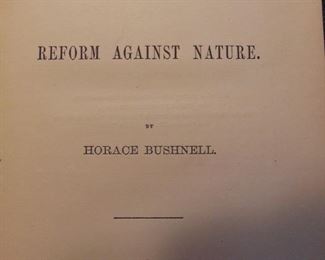 REFORM AGAINST NATURE.
BY
HORACE BUSHNELL.